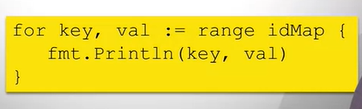 for key, val := range idMap {
   fmt.Println(key, val)
}